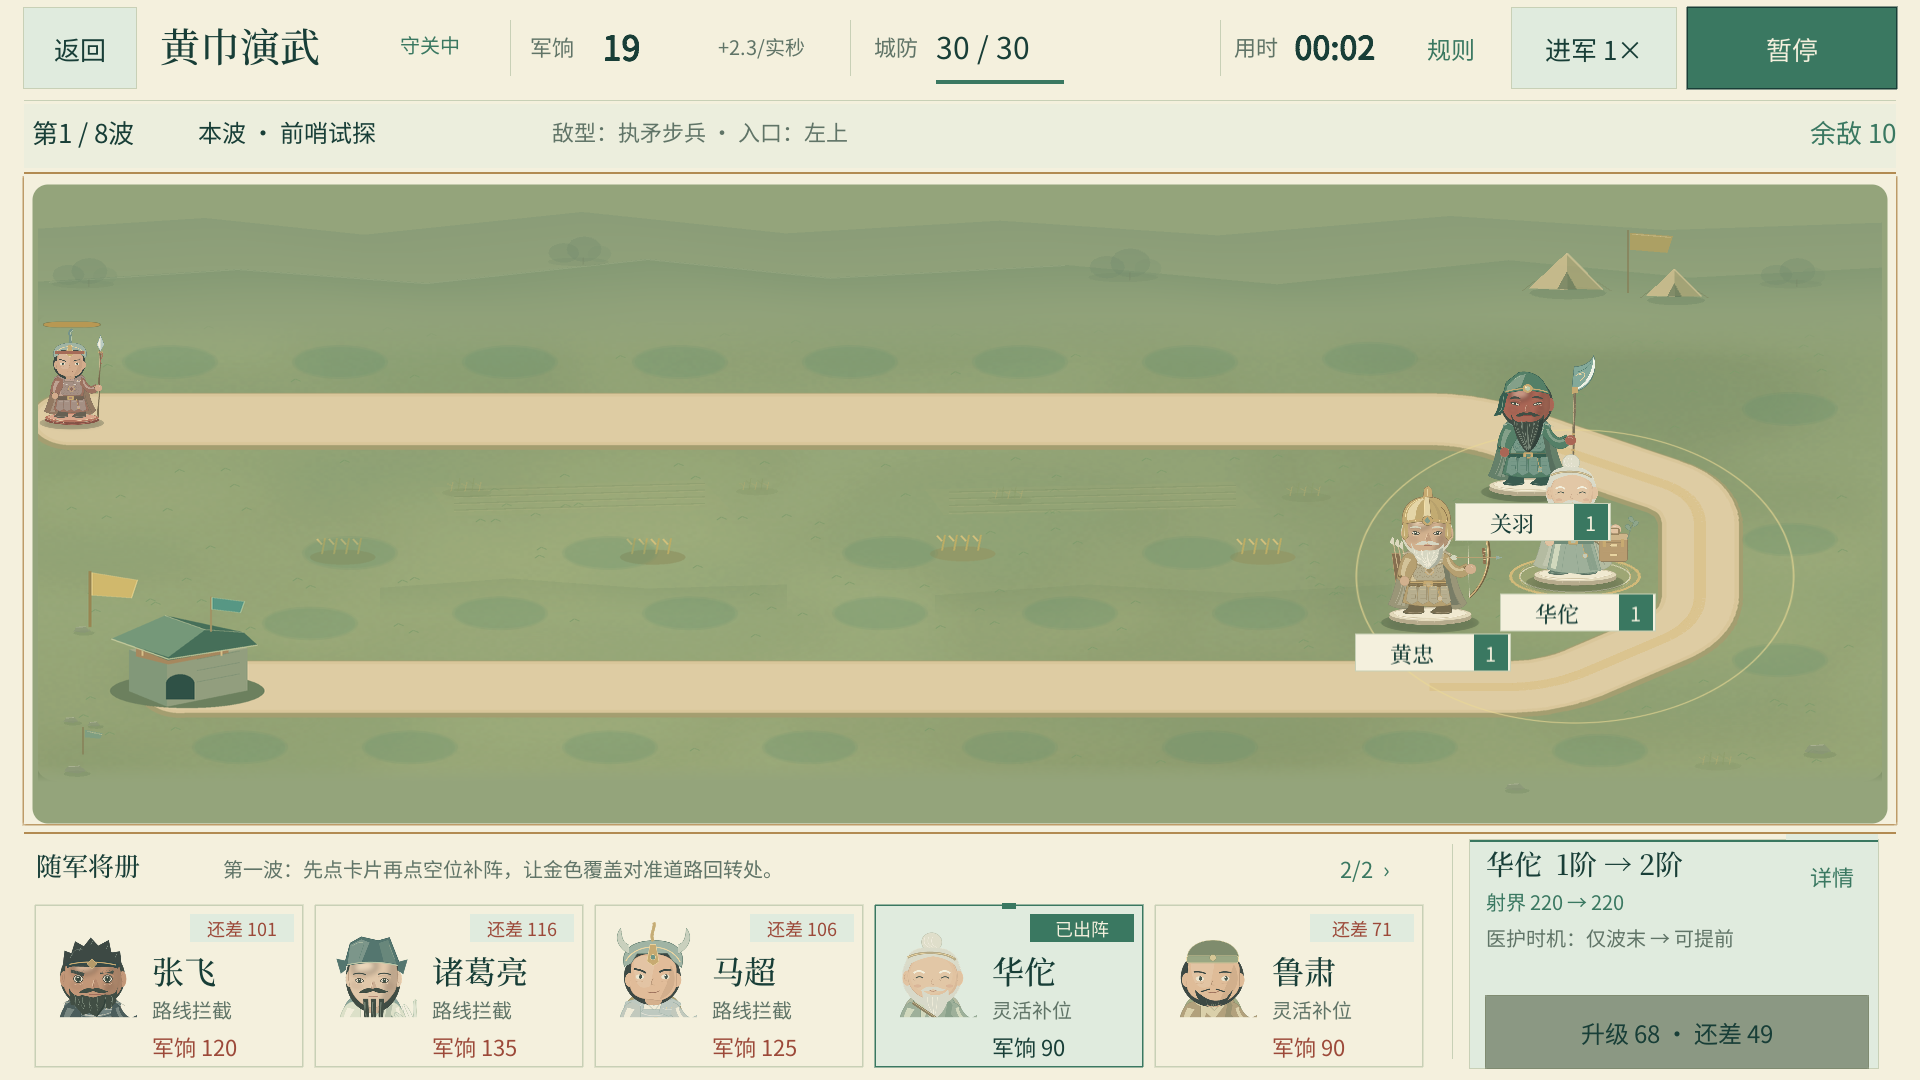 返回
黄巾演武
守关中
军饷 19
+2.3/实秒
城防 30 / 30
用时 00:02
规则
进军 1×
暂停
第1 / 8波
本波 · 前哨试探
敌型：执矛步兵 · 入口：左上
余敌 10
关羽 1
华佗 1
黄忠 1
随军将册
第一波：先点卡片再点空位补阵，让金色覆盖对准道路回转处。
2/2 ›
还差 101
张飞
路线拦截
军饷 120
还差 116
诸葛亮
路线拦截
军饷 135
还差 106
马超
路线拦截
军饷 125
已出阵
华佗
灵活补位
军饷 90
还差 71
鲁肃
灵活补位
军饷 90
华佗 1阶 → 2阶
详情
射界 220 → 220
医护时机：仅波末 → 可提前
升级 68 · 还差 49